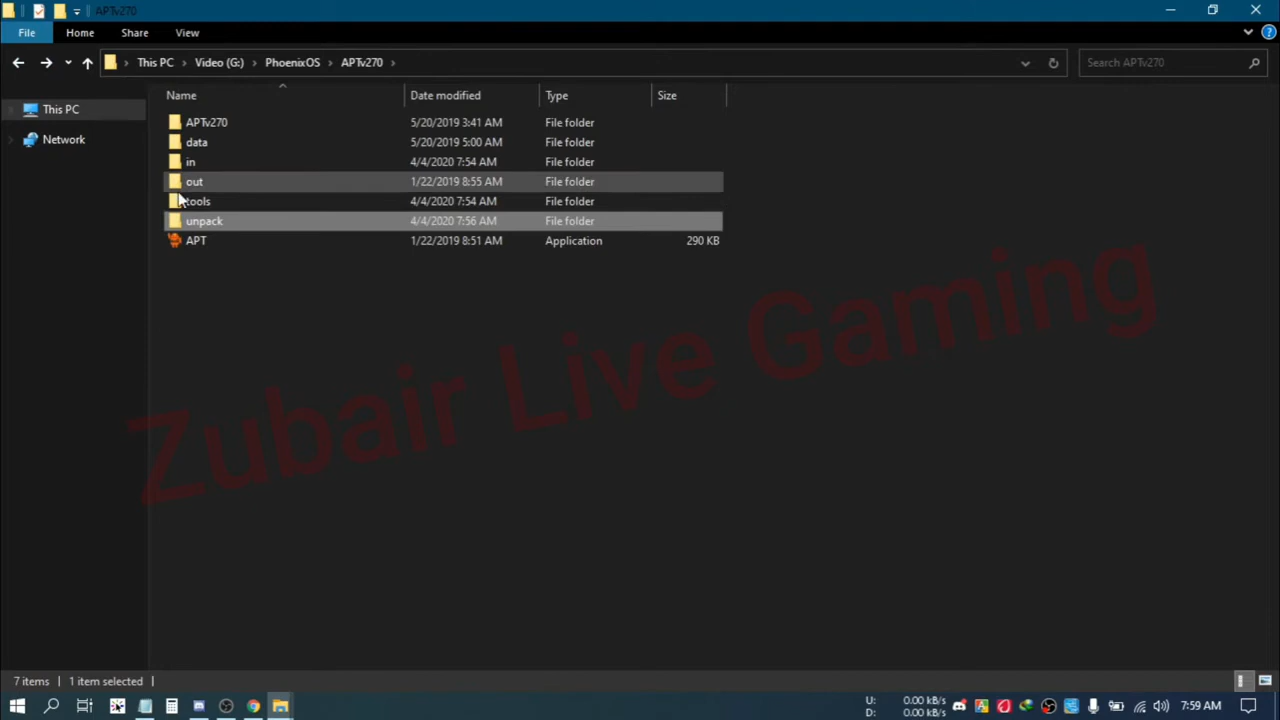 APTv270
File Home Share View
This PC Video (G:) PhoenixOS APTv270 Search APTv270
Name Date modified Type Size
This PC
Network
APTv270 5/20/2019 3:41 AM File folder
data 5/20/2019 5:00 AM File folder
in 4/4/2020 7:54 AM File folder
out 1/22/2019 8:55 AM File folder
tools 4/4/2020 7:54 AM File folder
unpack 4/4/2020 7:56 AM File folder
APT 1/22/2019 8:51 AM Application 290 KB
Zubair Live Gaming
7 items 1 item selected
U: 0.00 kB/s
D: 0.00 kB/s
7:59 AM